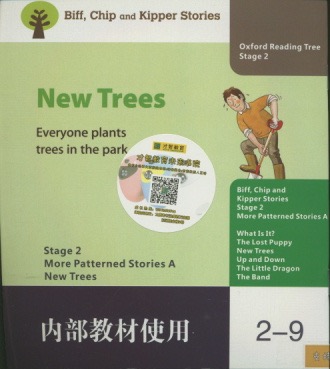 Biff, Chip and Kipper Stories
Oxford Reading Tree
Stage 2
New Trees
Everyone plants
trees in the park
Biff, Chip and
Kipper Stories
Stage 2
More Patterned Stories A
What Is It?
The Lost Puppy
New Trees
Up and Down
The Little Dragon
The Band
Stage 2
More Patterned Stories A
New Trees
内部教材使用
2-9